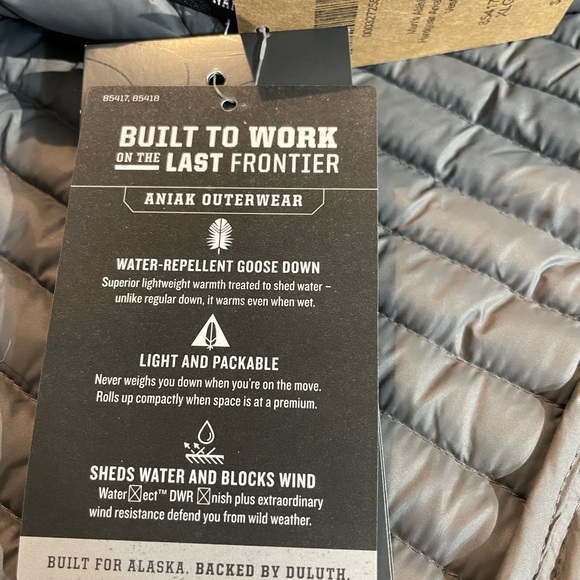 85417, 85418
BUILT TO WORK
ON THE LAST FRONTIER
ANIAK OUTERWEAR
WATER-REPELLENT GOOSE DOWN
Superior lightweight warmth treated to shed water –
unlike regular down, it warms even when wet.
LIGHT AND PACKABLE
Never weighs you down when you're on the move.
Rolls up compactly when space is at a premium.
SHEDS WATER AND BLOCKS WIND
Water☒ect™ DWR ☒nish plus extraordinary
wind resistance defend you from wild weather.
BUILT FOR ALASKA. BACKED BY DULUTH.